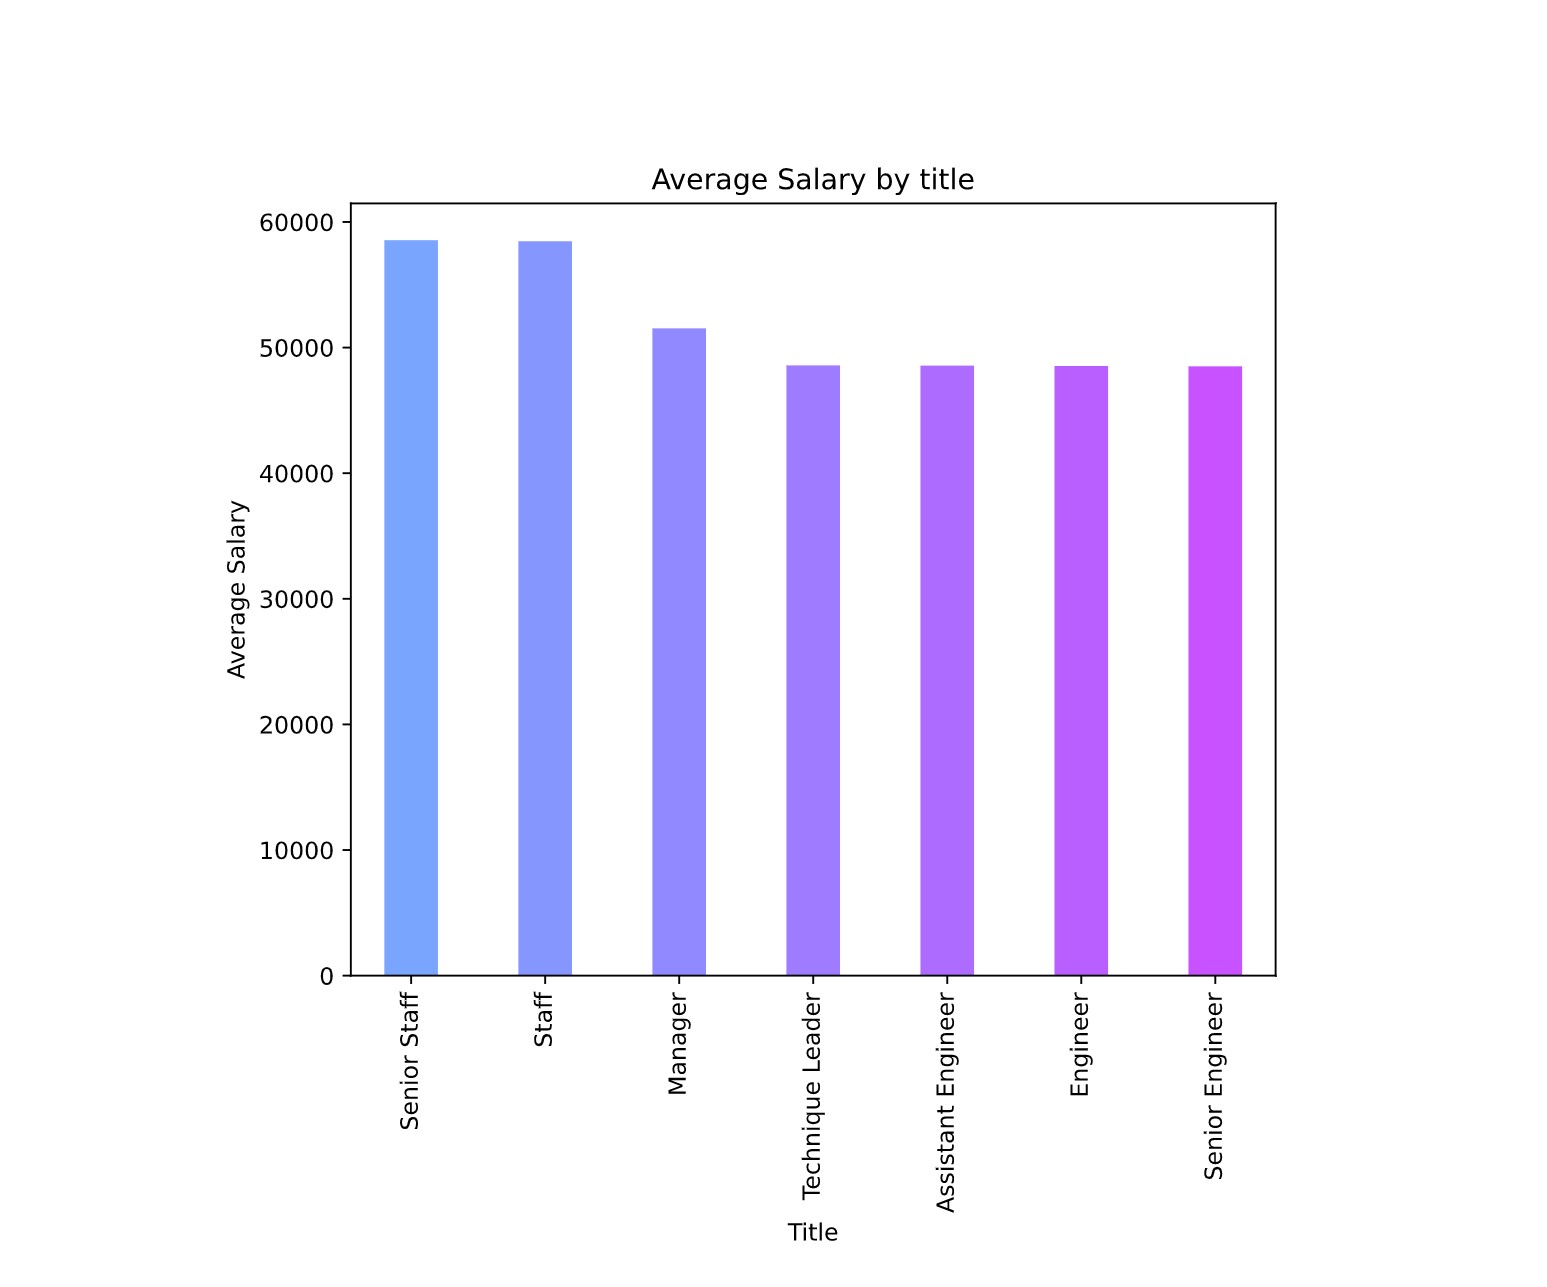 Average Salary by title
60000
50000
40000
30000
20000
10000
0
Average Salary
Senior Staff
Staff
Manager
Technique Leader
Assistant Engineer
Engineer
Senior Engineer
Title